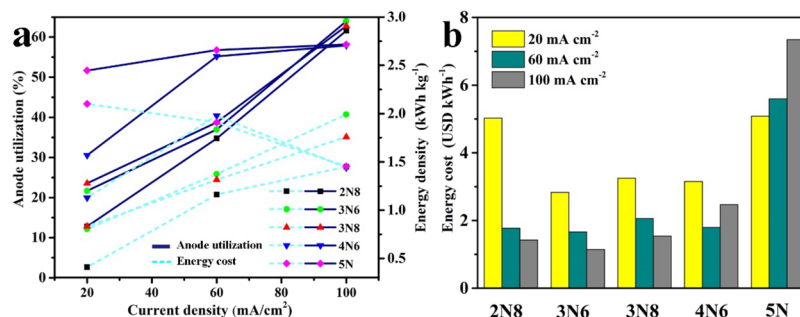 a
Anode utilization (%)
60
50
40
30
20
10
0
2N8
3N6
3N8
4N6
5N
Anode utilization
Energy cost
20
40
60
80
100
Current density (mA/cm²)
3.0
2.5
2.0
1.5
1.0
0.5
Energy density (kWh kg⁻¹)
b
Energy cost (USD kWh⁻¹)
8
6
4
2
0
20 mA cm⁻²
60 mA cm⁻²
100 mA cm⁻²
2N8 3N6 3N8 4N6 5N